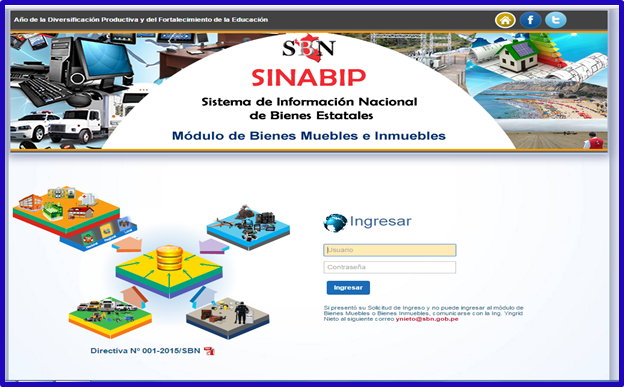 Año de la Diversificación Productiva y del Fortalecimiento de la Educación
SBN
SINABIP
Sistema de Información Nacional
de Bienes Estatales
Módulo de Bienes Muebles e Inmuebles
Ingresar
Usuario
Contraseña
Ingresar
Si presentó su Solicitud de Ingreso y no puede ingresar al módulo de
Bienes Muebles o Bienes Inmuebles, comunicarse con la Ing. Yngrid
Nieto al siguiente correo ynieto@sbn.gob.pe
Directiva Nº 001-2015/SBN